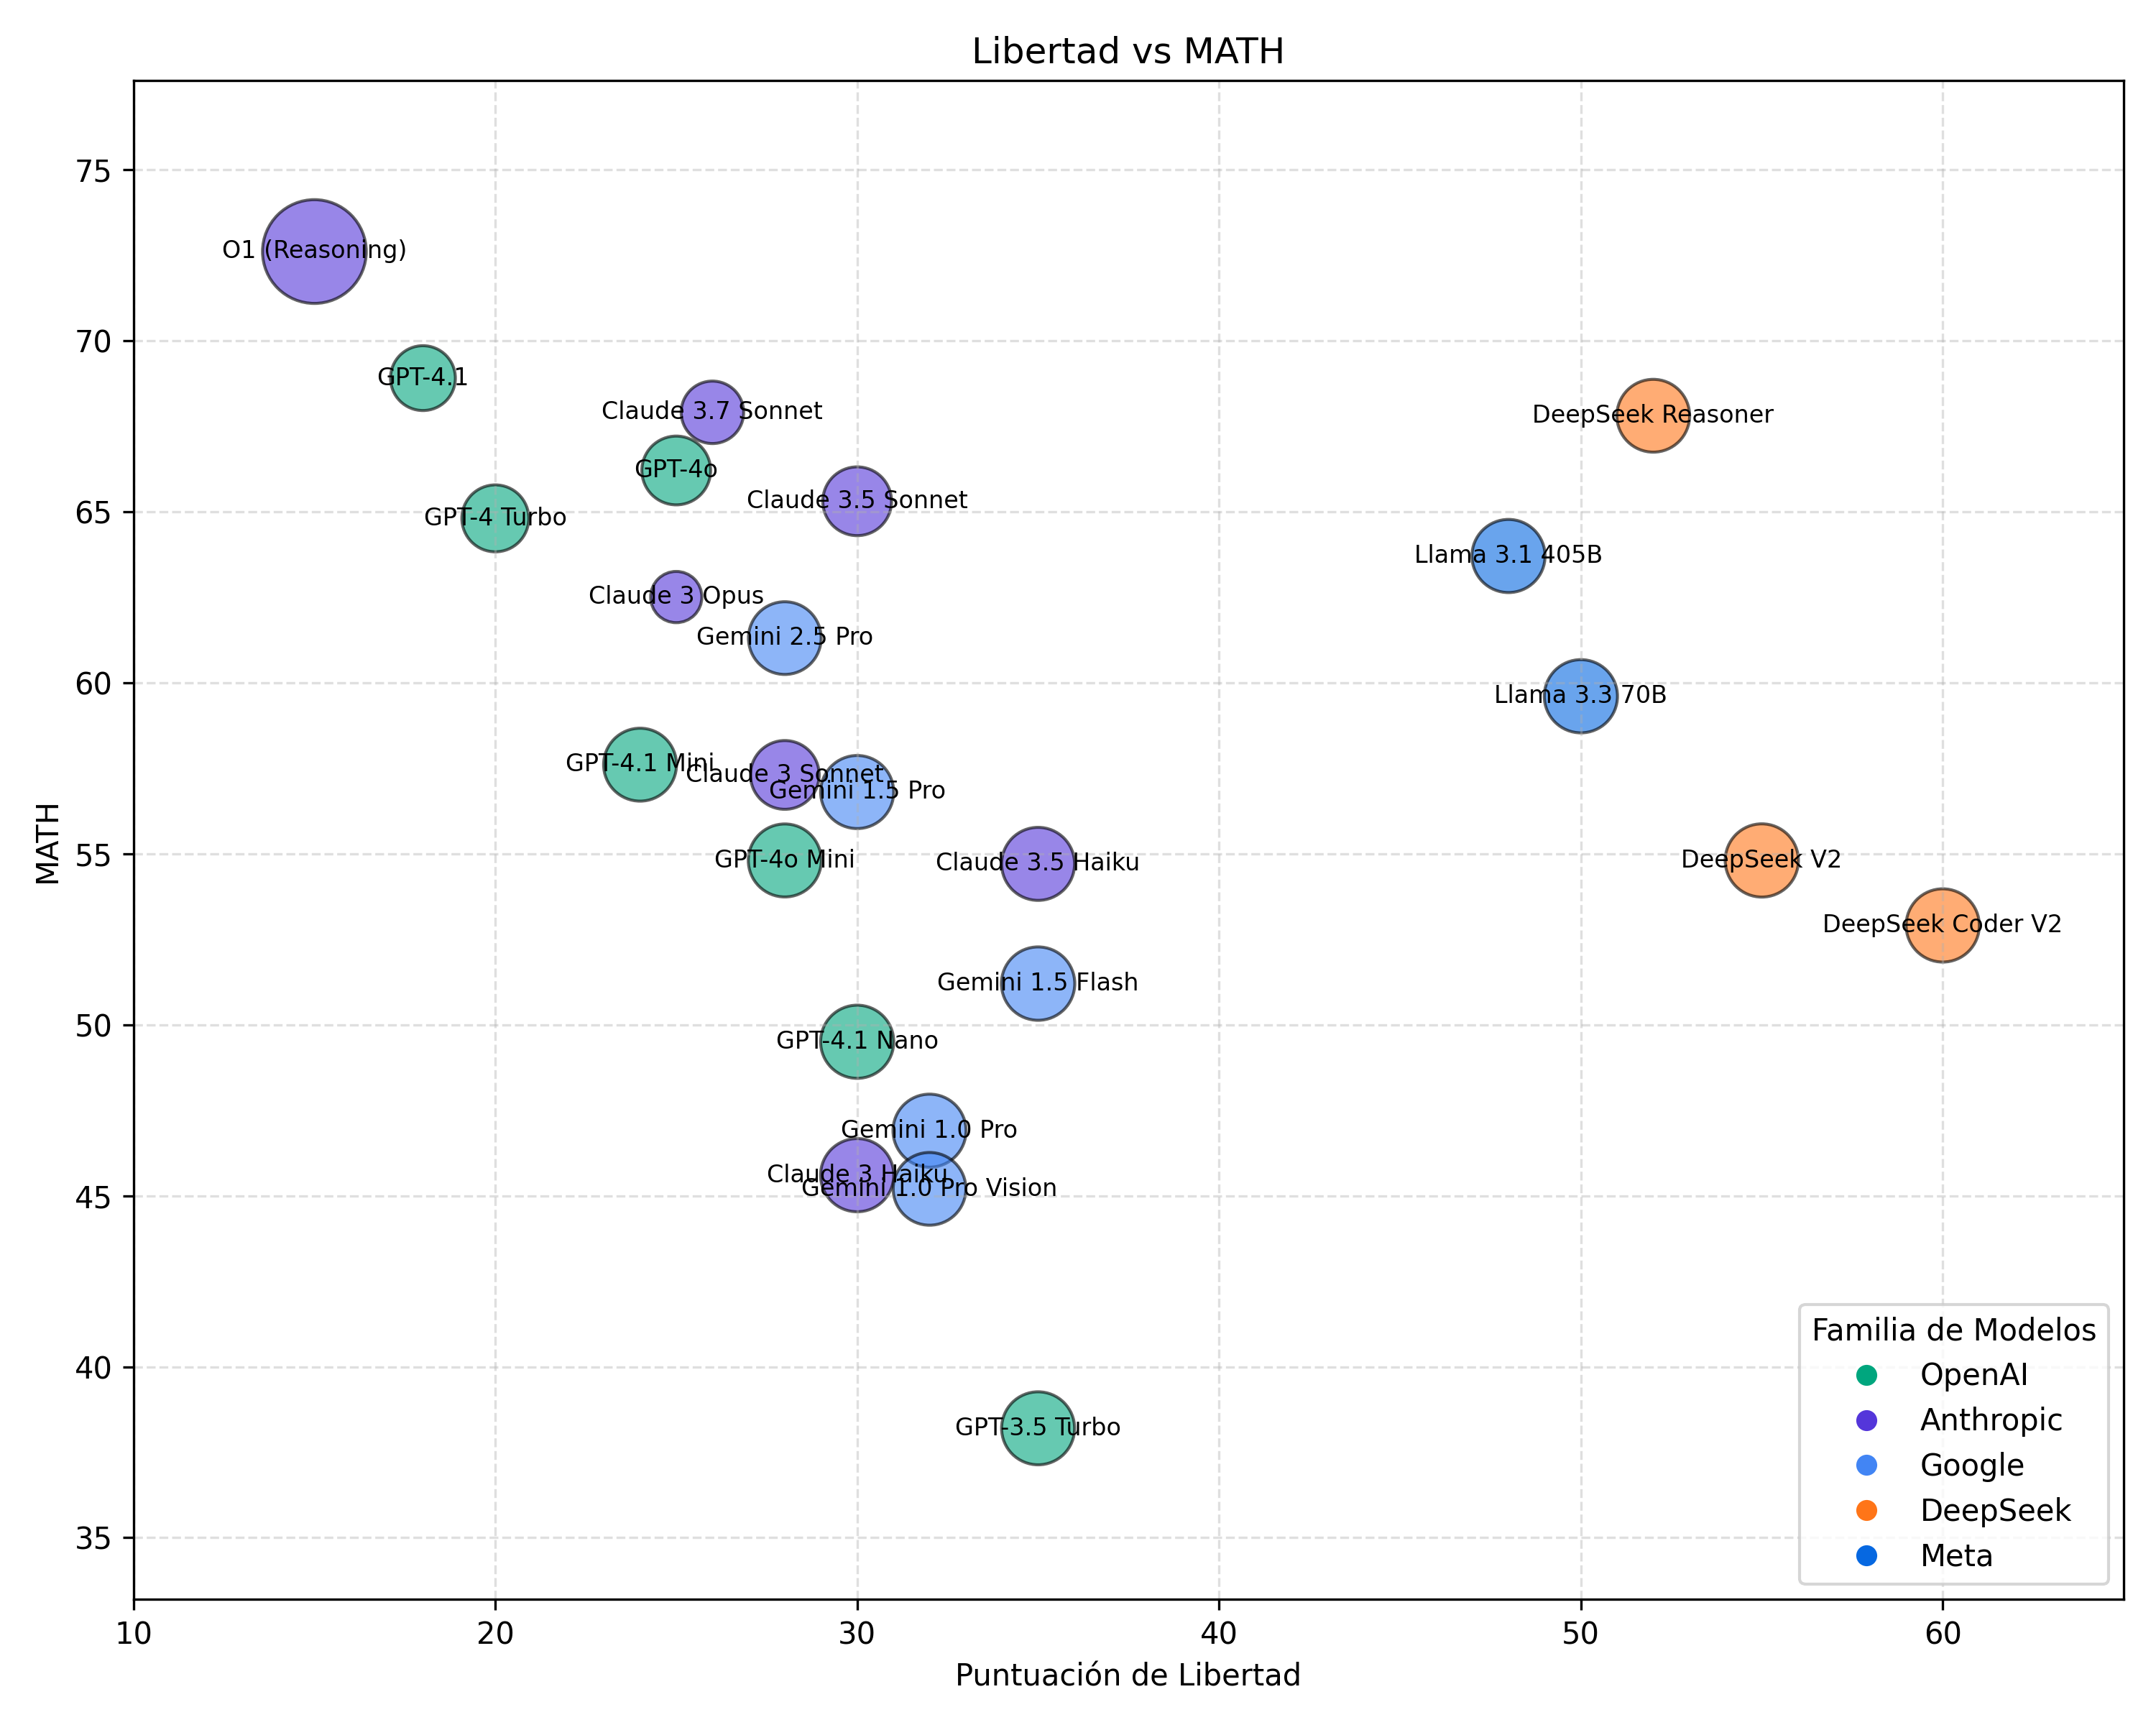 Libertad vs MATH
75
70
65
60
55
50
45
40
35
MATH
O1 (Reasoning)
GPT-4.1
Claude 3.7 Sonnet
DeepSeek Reasoner
GPT-4o
Claude 3.5 Sonnet
GPT-4 Turbo
Llama 3.1 405B
Claude 3 Opus
Gemini 2.5 Pro
Llama 3.3 70B
GPT-4.1 Mini
Claude 3 Sonnet
Gemini 1.5 Pro
GPT-4o Mini
Claude 3.5 Haiku
DeepSeek V2
DeepSeek Coder V2
Gemini 1.5 Flash
GPT-4.1 Nano
Gemini 1.0 Pro
Claude 3 Haiku
Gemini 1.0 Pro Vision
GPT-3.5 Turbo
Familia de Modelos
OpenAI
Anthropic
Google
DeepSeek
Meta
10
20
30
40
50
60
Puntuación de Libertad